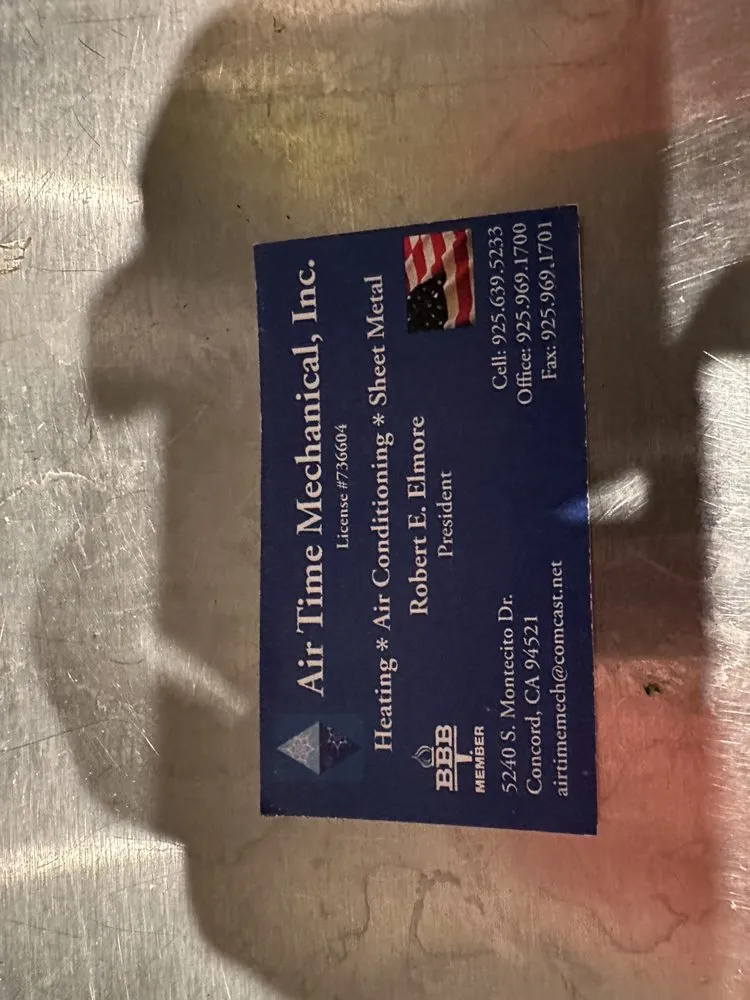 Air Time Mechanical, Inc.
License #736604
Heating * Air Conditioning * Sheet Metal
Robert E. Elmore
President
BBB
MEMBER
5240 S. Montecito Dr.
Concord, CA 94521
airtimemech@comcast.net
Cell: 925.639.5233
Office: 925.969.1700
Fax: 925.969.1701